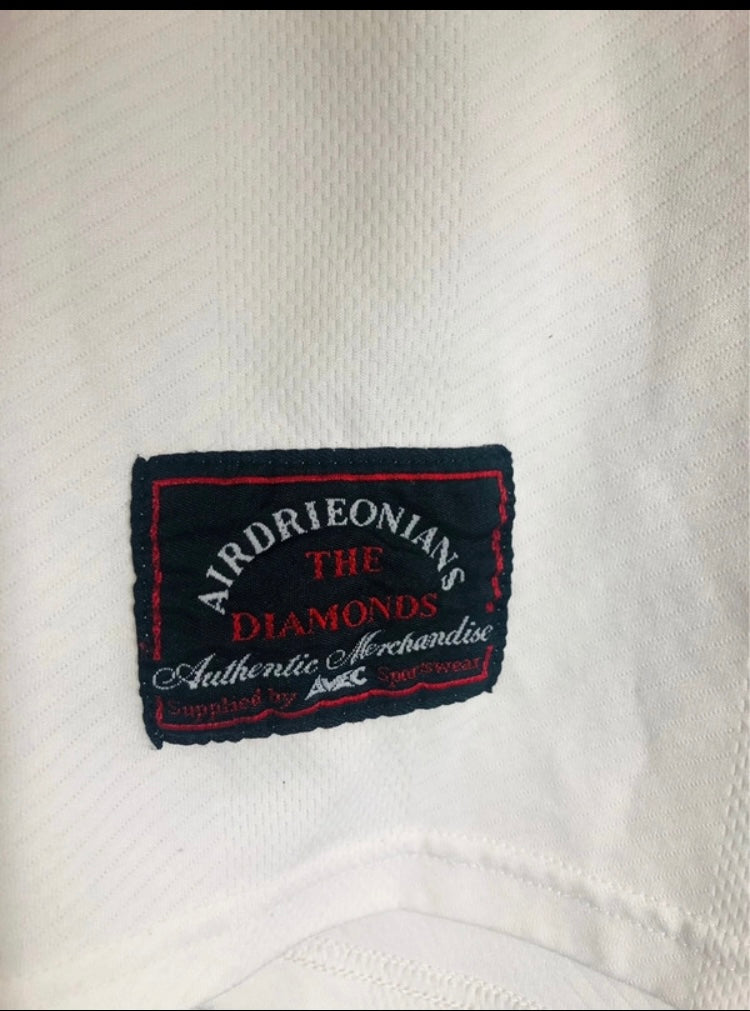 AIRDRIEONIANS
THE
DIAMONDS
Authentic Merchandise
Supplied by AVEC Sportswear